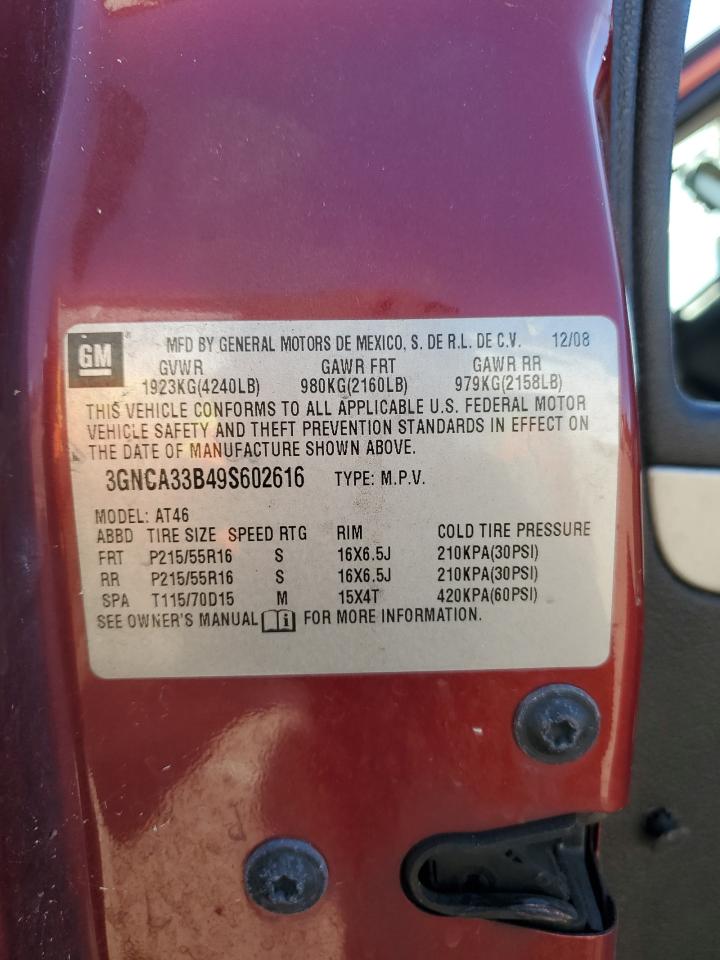 GM MFD BY GENERAL MOTORS DE MEXICO, S. DE R.L. DE C.V. 12/08
GVWR GAWR FRT GAWR RR
1923KG(4240LB) 980KG(2160LB) 979KG(2158LB)
THIS VEHICLE CONFORMS TO ALL APPLICABLE U.S. FEDERAL MOTOR
VEHICLE SAFETY AND THEFT PREVENTION STANDARDS IN EFFECT ON
THE DATE OF MANUFACTURE SHOWN ABOVE.
3GNCA33B49S602616 TYPE: M.P.V.
MODEL: AT46
ABBD TIRE SIZE SPEED RTG RIM COLD TIRE PRESSURE
FRT P215/55R16 S 16X6.5J 210KPA(30PSI)
RR P215/55R16 S 16X6.5J 210KPA(30PSI)
SPA T115/70D15 M 15X4T 420KPA(60PSI)
SEE OWNER'S MANUAL i FOR MORE INFORMATION.